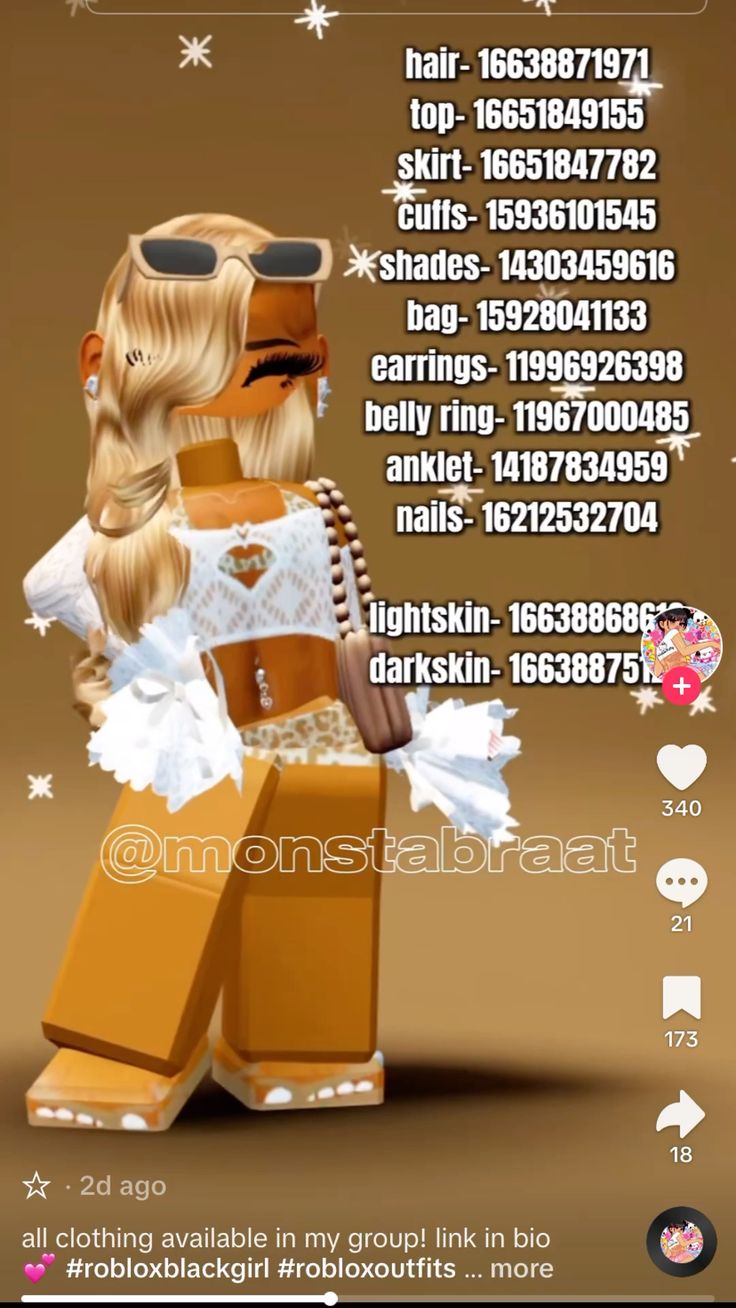 hair- 16638871971
top- 16651849155
skirt- 16651847782
cuffs- 15936101545
shades- 14303459616
bag- 15928041133
earrings- 11996926398
belly ring- 11967000485
anklet- 14187834959
nails- 16212532704
lightskin-
darkskin-
@monstabraat
340
21
173
18
· 2d ago
all clothing available in my group! link in bio
💕 #robloxblackgirl #robloxoutfits ... more